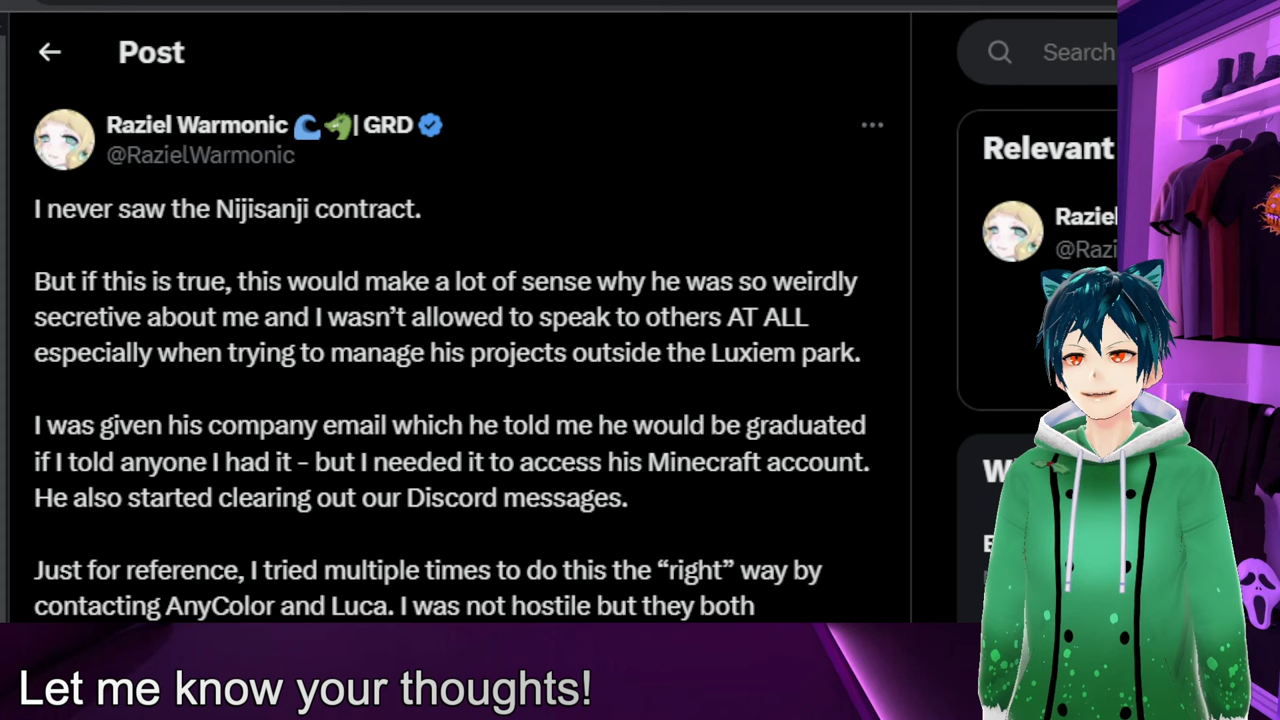 Post
Search
Raziel Warmonic 🌊🐲| GRD
@RazielWarmonic
I never saw the Nijisanji contract.
But if this is true, this would make a lot of sense why he was so weirdly
secretive about me and I wasn’t allowed to speak to others AT ALL
especially when trying to manage his projects outside the Luxiem park.
I was given his company email which he told me he would be graduated
if I told anyone I had it - but I needed it to access his Minecraft account.
He also started clearing out our Discord messages.
Just for reference, I tried multiple times to do this the “right” way by
contacting AnyColor and Luca. I was not hostile but they both
Relevant
Raziel
@Razi
W
Let me know your thoughts!